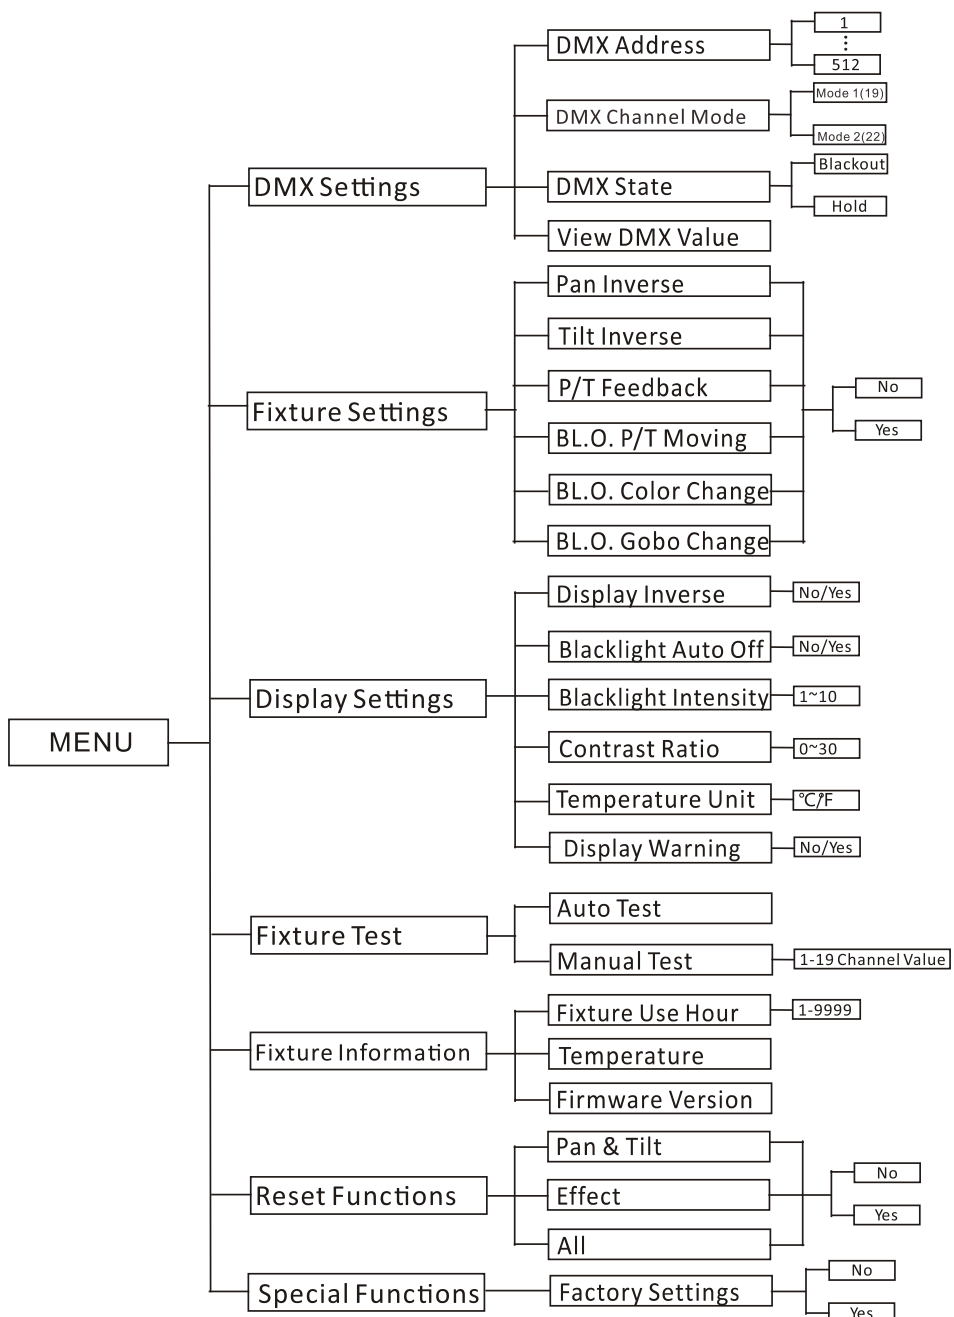 MENU
DMX Settings
DMX Address
1
512
DMX Channel Mode
Mode 1(19)
Mode 2(22)
DMX State
Blackout
Hold
View DMX Value
Fixture Settings
Pan Inverse
Tilt Inverse
P/T Feedback
BL.O. P/T Moving
BL.O. Color Change
BL.O. Gobo Change
No
Yes
Display Settings
Display Inverse
No/Yes
Blacklight Auto Off
No/Yes
Blacklight Intensity
1~10
Contrast Ratio
0~30
Temperature Unit
℃/℉
Display Warning
No/Yes
Fixture Test
Auto Test
Manual Test
1-19 Channel Value
Fixture Information
Fixture Use Hour
1-9999
Temperature
Firmware Version
Reset Functions
Pan & Tilt
Effect
All
No
Yes
Special Functions
Factory Settings
No
Yes